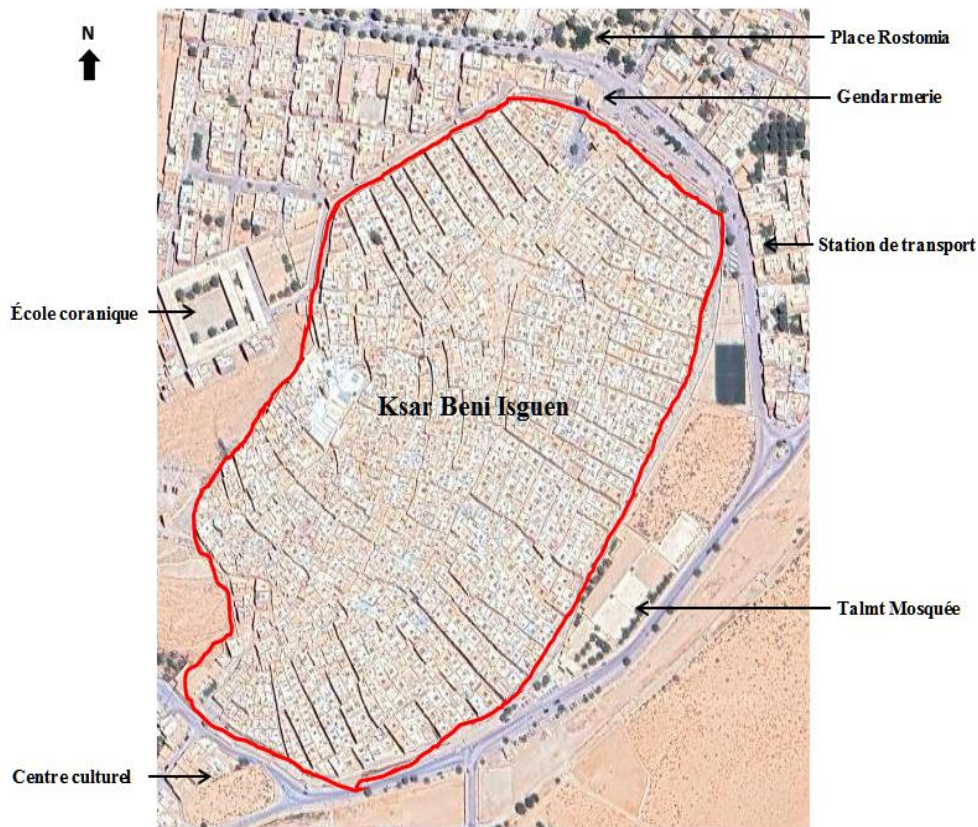 N
Place Rostomia
Gendarmerie
Station de transport
École coranique
Ksar Beni Isguen
Talmt Mosquée
Centre culturel